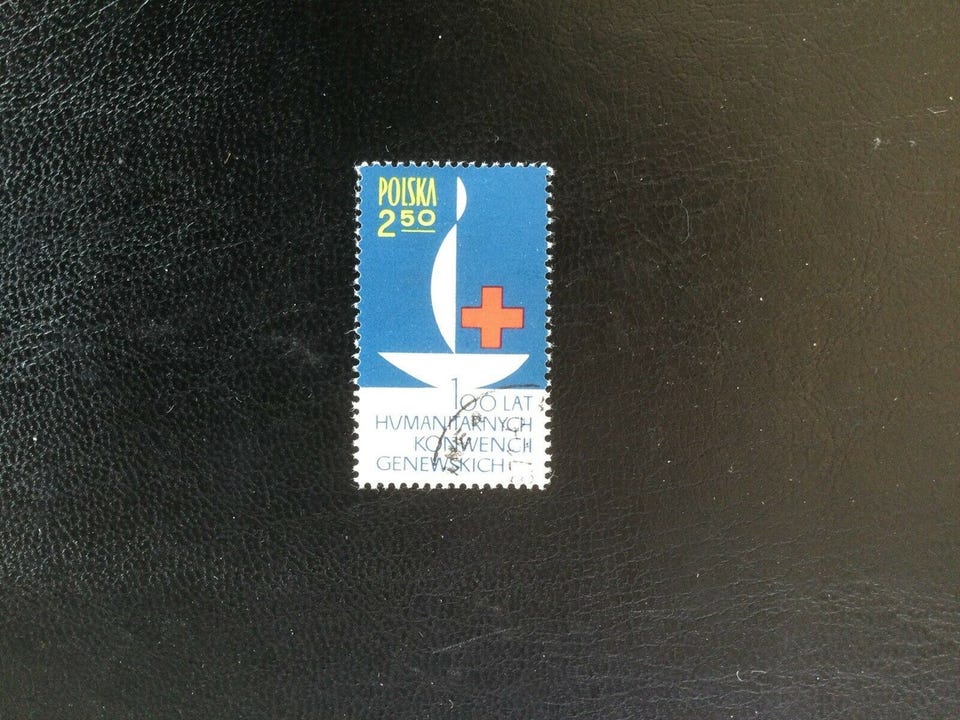 POLSKA
2 50
100 LAT
HVMANITARNYCH
KONWENCJI
GENEWSKICH